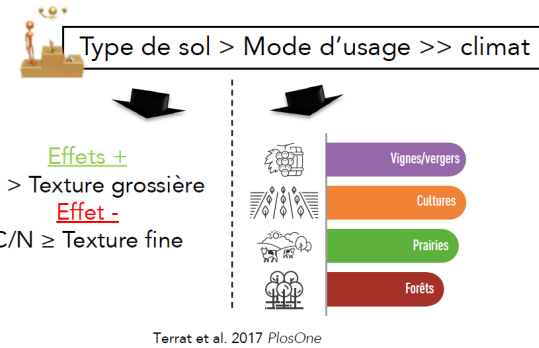 Type de sol > Mode d'usage >> climat
Effets +
> Texture grossière
Effet -
C/N ≥ Texture fine
Vignes/vergers
Cultures
Prairies
Forêts
Terrat et al. 2017 PlosOne